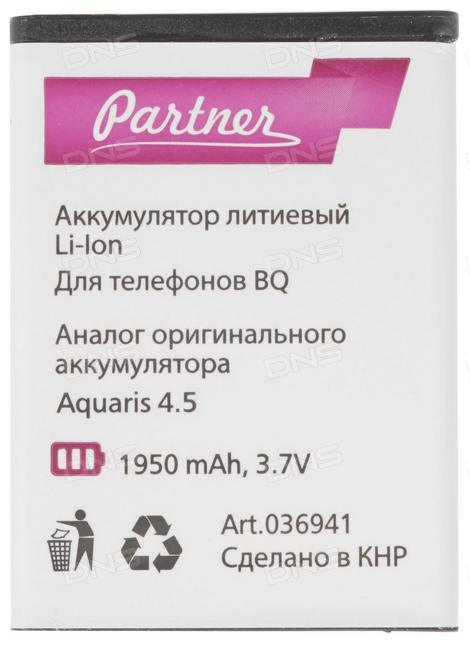 Partner
Аккумулятор литиевый
Li-Ion
Для телефонов BQ
Аналог оригинального
аккумулятора
Aquaris 4.5
1950 mAh, 3.7V
Art.036941
Сделано в КНР
DNS